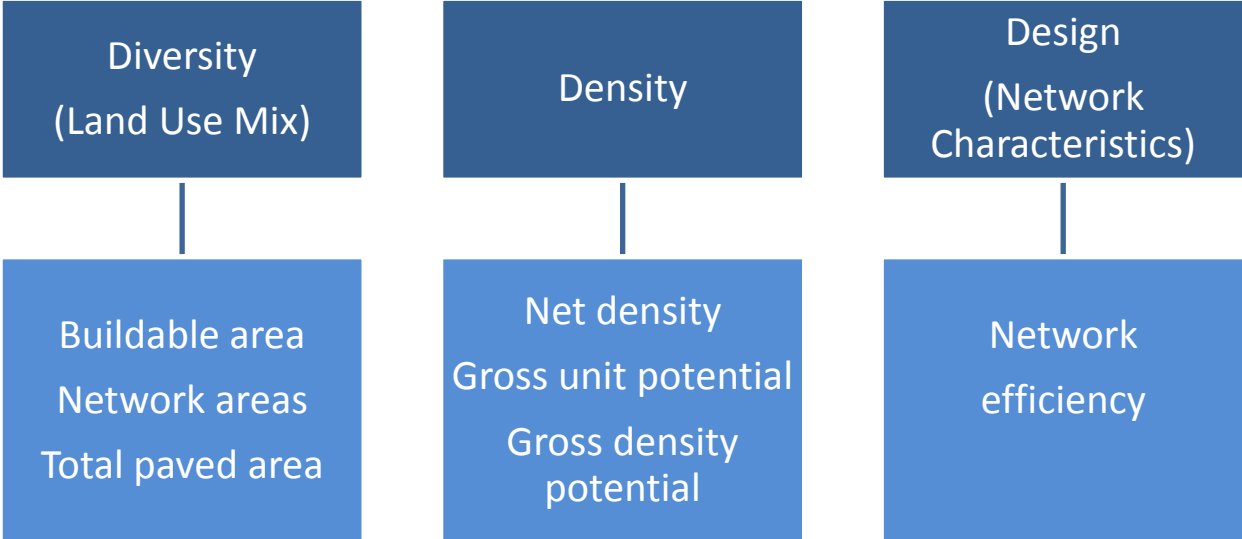 Diversity
(Land Use Mix)
Density
Design
(Network
Characteristics)
Buildable area
Network areas
Total paved area
Net density
Gross unit potential
Gross density
potential
Network
efficiency